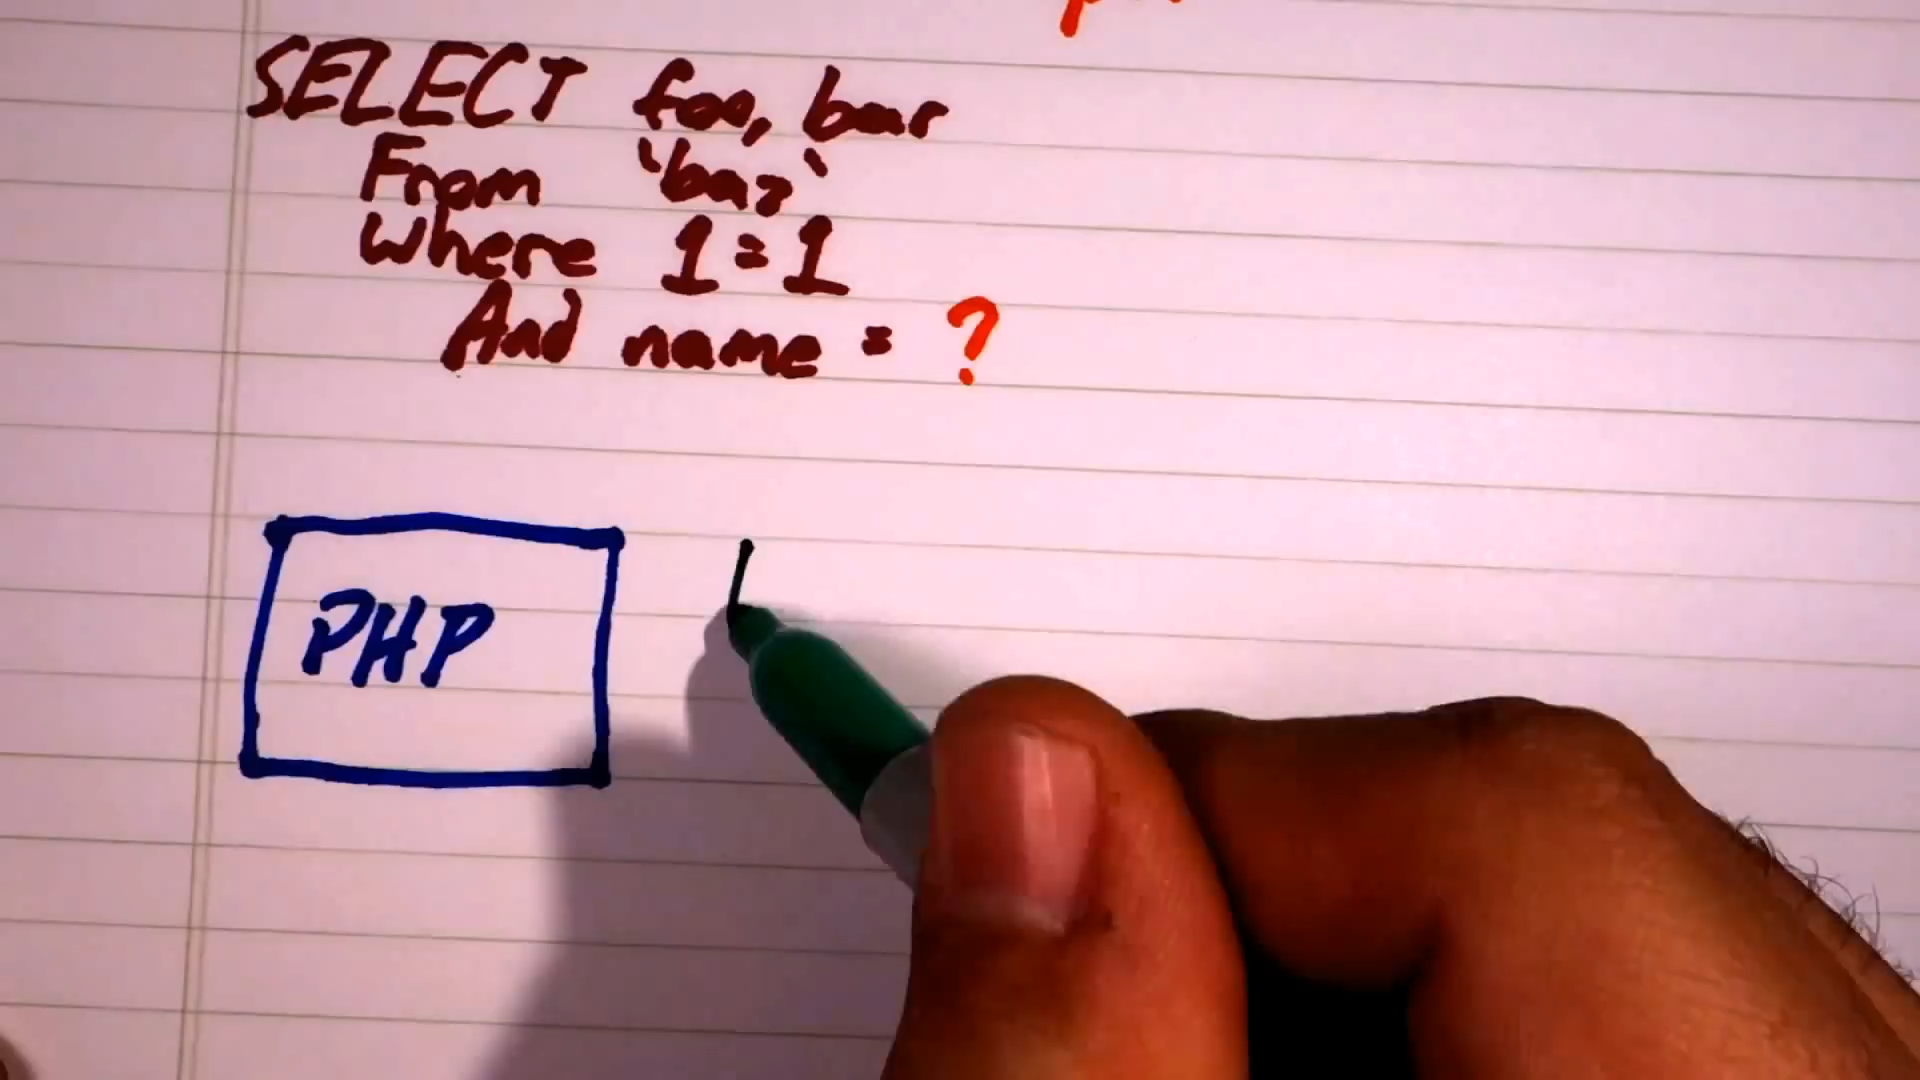 SELECT foo, bar
From `baz`
Where 1=1
And name = ?
PHP